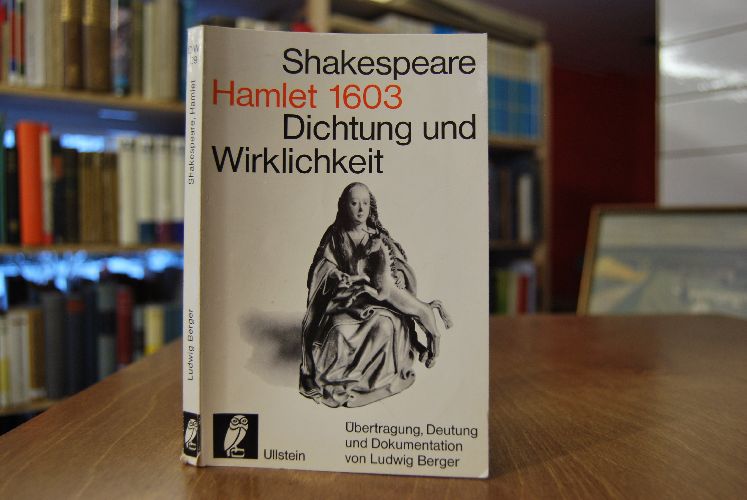 Shakespeare
Hamlet 1603
Dichtung und
Wirklichkeit
Übertragung, Deutung
und Dokumentation
von Ludwig Berger
Ullstein
Shakespeare, Hamlet
Ludwig Berger